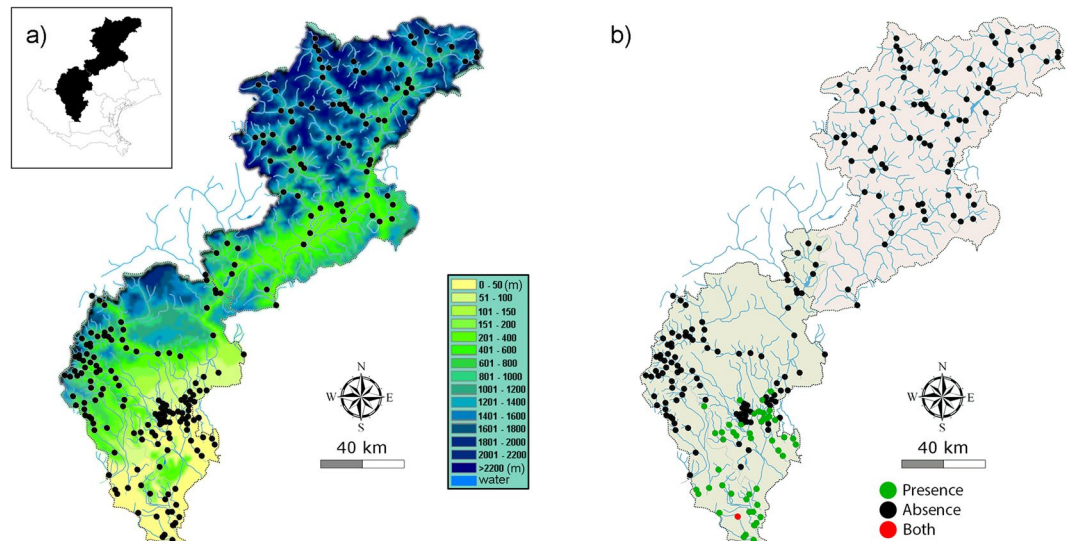 a)
0 - 50 (m)
51 - 100
101 - 150
151 - 200
201 - 400
401 - 600
601 - 800
801 - 1000
1001 - 1200
1201 - 1400
1401 - 1600
1601 - 1800
1801 - 2000
2001 - 2200
>2200 (m)
water
N
W E
S
40 km
b)
N
W E
S
40 km
Presence
Absence
Both